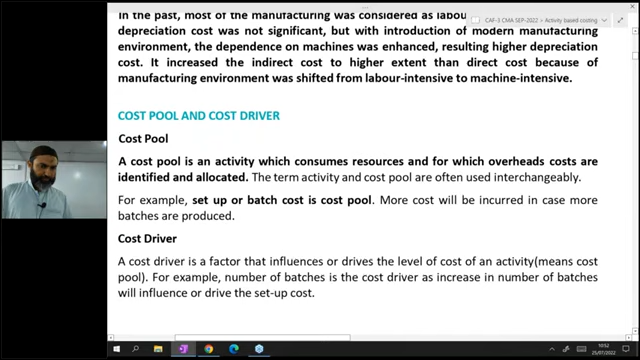 CAF-3 CMA SEP-2022 » Activity based costing
In the past, most of the manufacturing was considered as labour
depreciation cost was not significant, but with introduction of modern manufacturing
environment, the dependence on machines was enhanced, resulting higher depreciation
cost. It increased the indirect cost to higher extent than direct cost because of
manufacturing environment was shifted from labour-intensive to machine-intensive.
COST POOL AND COST DRIVER
Cost Pool
A cost pool is an activity which consumes resources and for which overheads costs are
identified and allocated. The term activity and cost pool are often used interchangeably.
For example, set up or batch cost is cost pool. More cost will be incurred in case more
batches are produced.
Cost Driver
A cost driver is a factor that influences or drives the level of cost of an activity(means cost
pool). For example, number of batches is the cost driver as increase in number of batches
will influence or drive the set-up cost.
10:52
25/07/2022